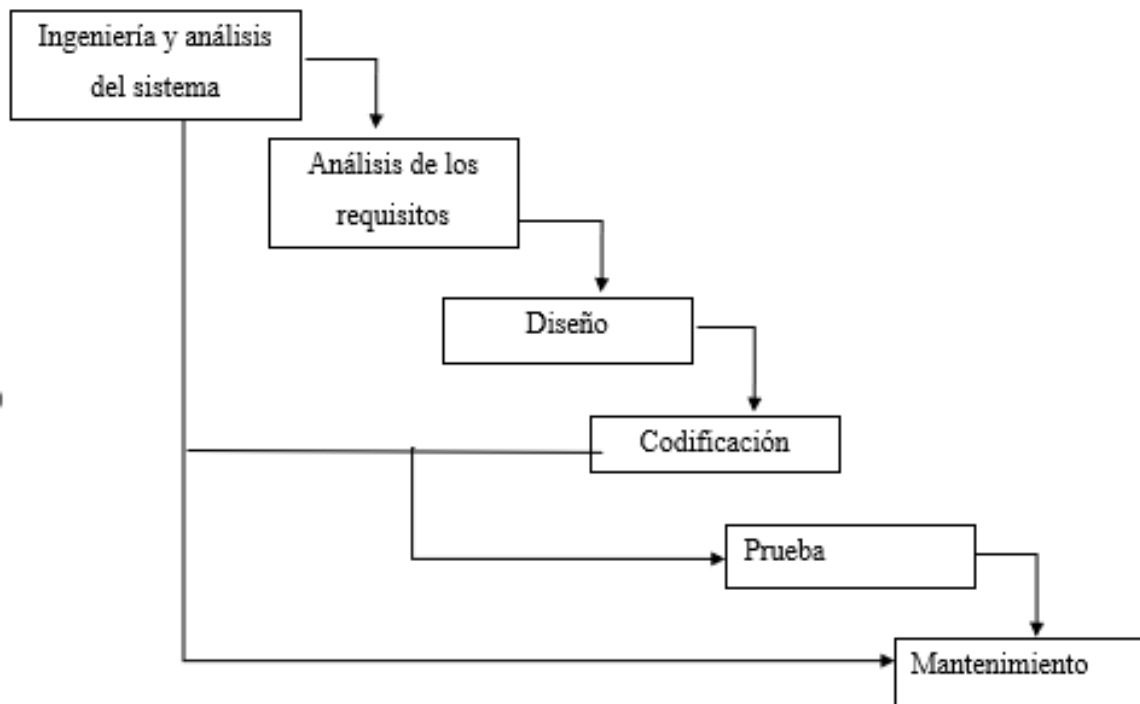 Ingeniería y análisis
del sistema
Análisis de los
requisitos
Diseño
Codificación
Prueba
Mantenimiento